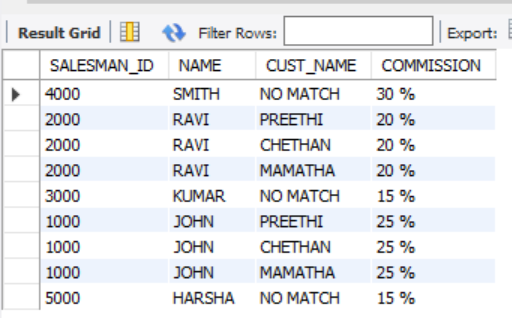 Result Grid Filter Rows: Export:
SALESMAN_ID NAME CUST_NAME COMMISSION
4000 SMITH NO MATCH 30 %
2000 RAVI PREETHI 20 %
2000 RAVI CHETHAN 20 %
2000 RAVI MAMATHA 20 %
3000 KUMAR NO MATCH 15 %
1000 JOHN PREETHI 25 %
1000 JOHN CHETHAN 25 %
1000 JOHN MAMATHA 25 %
5000 HARSHA NO MATCH 15 %